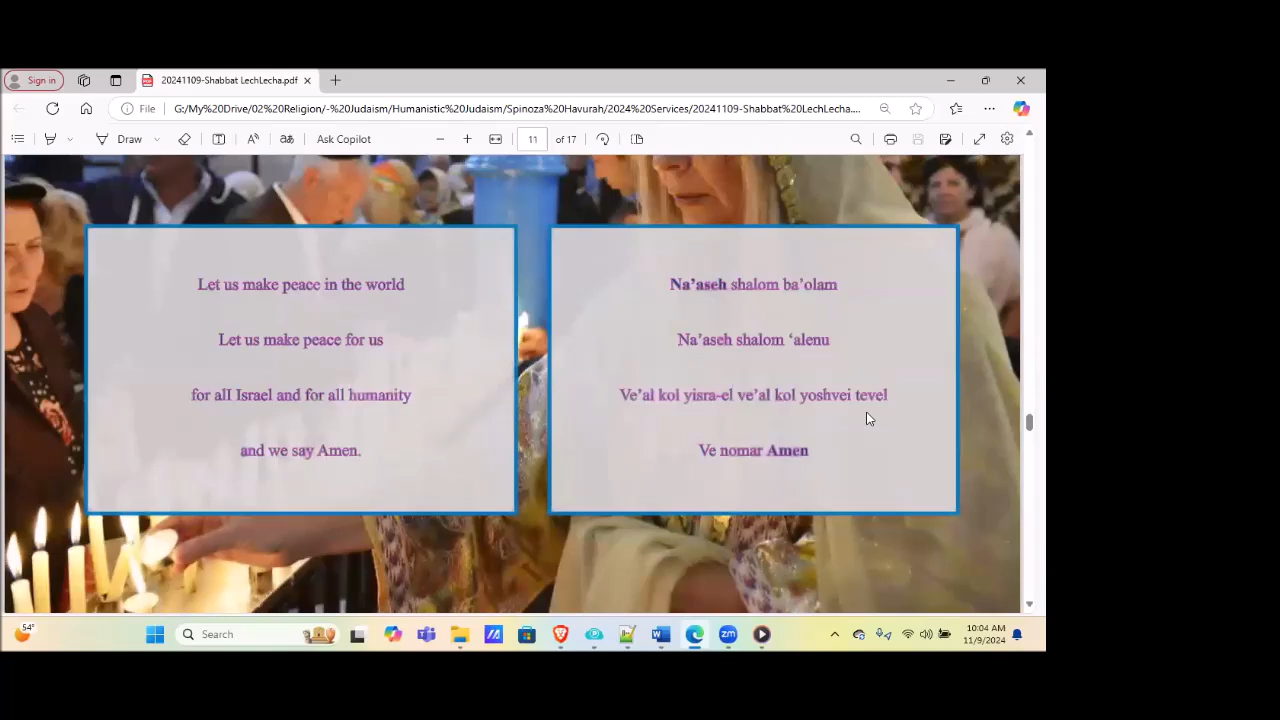 Sign in
20241109-Shabbat LechLecha.pdf
File
G:/My%20Drive/02%20Religion/-%20Judaism/Humanistic%20Judaism/Spinoza%20Havurah/2024%20Services/20241109-Shabbat%20LechLecha....
Draw
Ask Copilot
11 of 17
Let us make peace in the world
Let us make peace for us
for all Israel and for all humanity
and we say Amen.
Na’aseh shalom ba’olam
Na’aseh shalom ‘alenu
Ve’al kol yisra-el ve’al kol yoshvei tevel
Ve nomar Amen
54°
Search
10:04 AM
11/9/2024